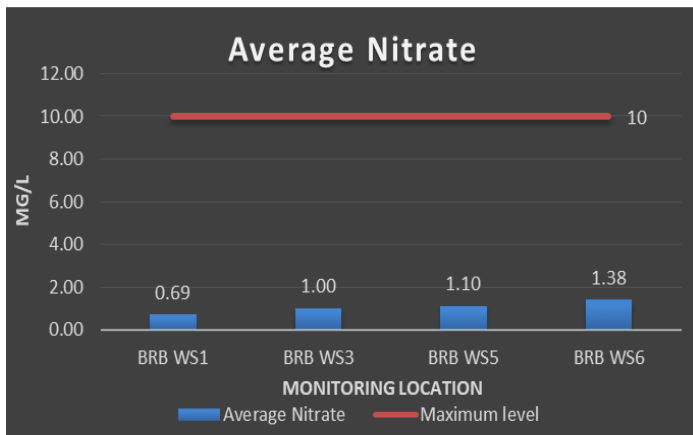 Average Nitrate
12.00
10.00
8.00
6.00
4.00
2.00
0.00
MG/L
10
0.69
1.00
1.10
1.38
BRB WS1 BRB WS3 BRB WS5 BRB WS6
MONITORING LOCATION
Average Nitrate Maximum level